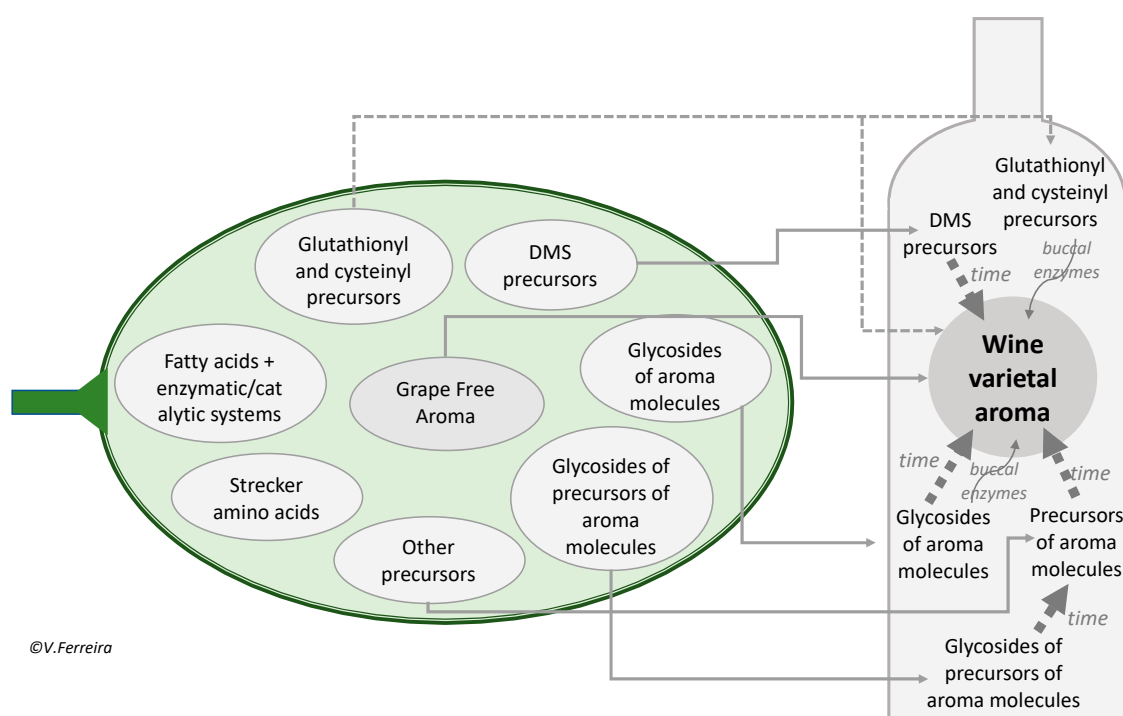 Glutathionyl
and cysteinyl
precursors
DMS
precursors
Fatty acids +
enzymatic/cat
alytic systems
Grape Free
Aroma
Glycosides
of aroma
molecules
Strecker
amino acids
Glycosides of
precursors of
aroma
molecules
Other
precursors
©V.Ferreira
Glutathionyl
and cysteinyl
precursors
DMS
precursors
buccal
enzymes
time
Wine
varietal
aroma
time
buccal
enzymes
time
Glycosides
of aroma
molecules
Precursors
of aroma
molecules
time
Glycosides of
precursors of
aroma molecules